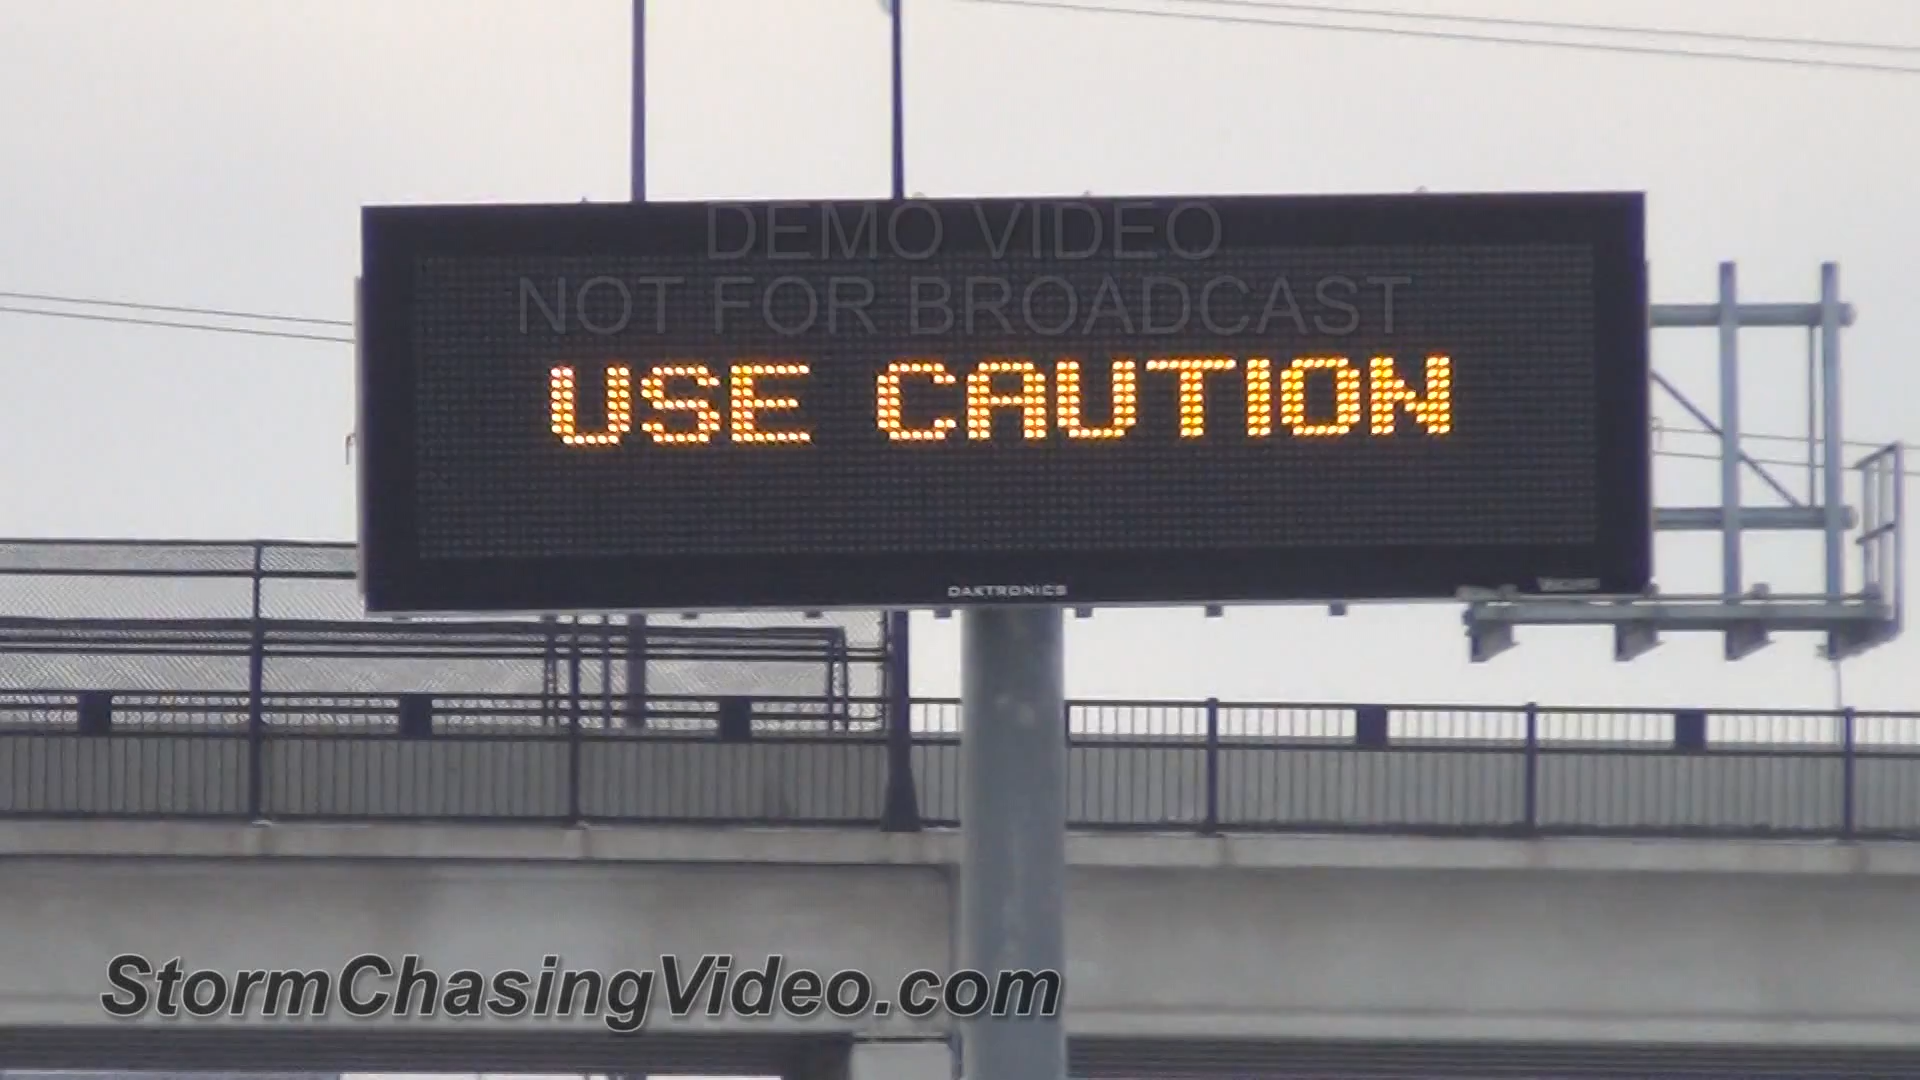 DEMO VIDEO
NOT FOR BROADCAST
USE CAUTION
DAKTRONICS
StormChasingVideo.com